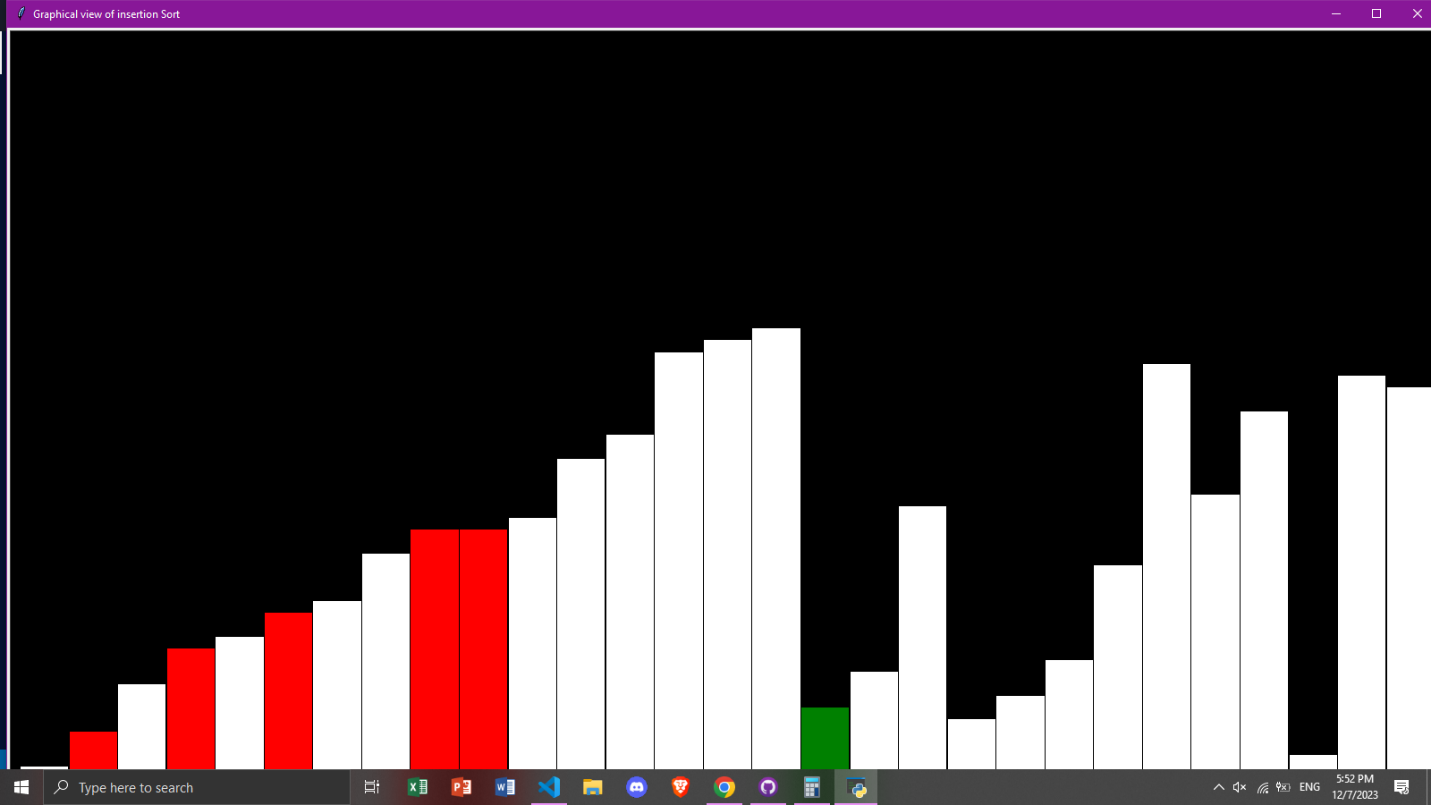 Graphical view of insertion Sort
Type here to search
ENG
5:52 PM
12/7/2023